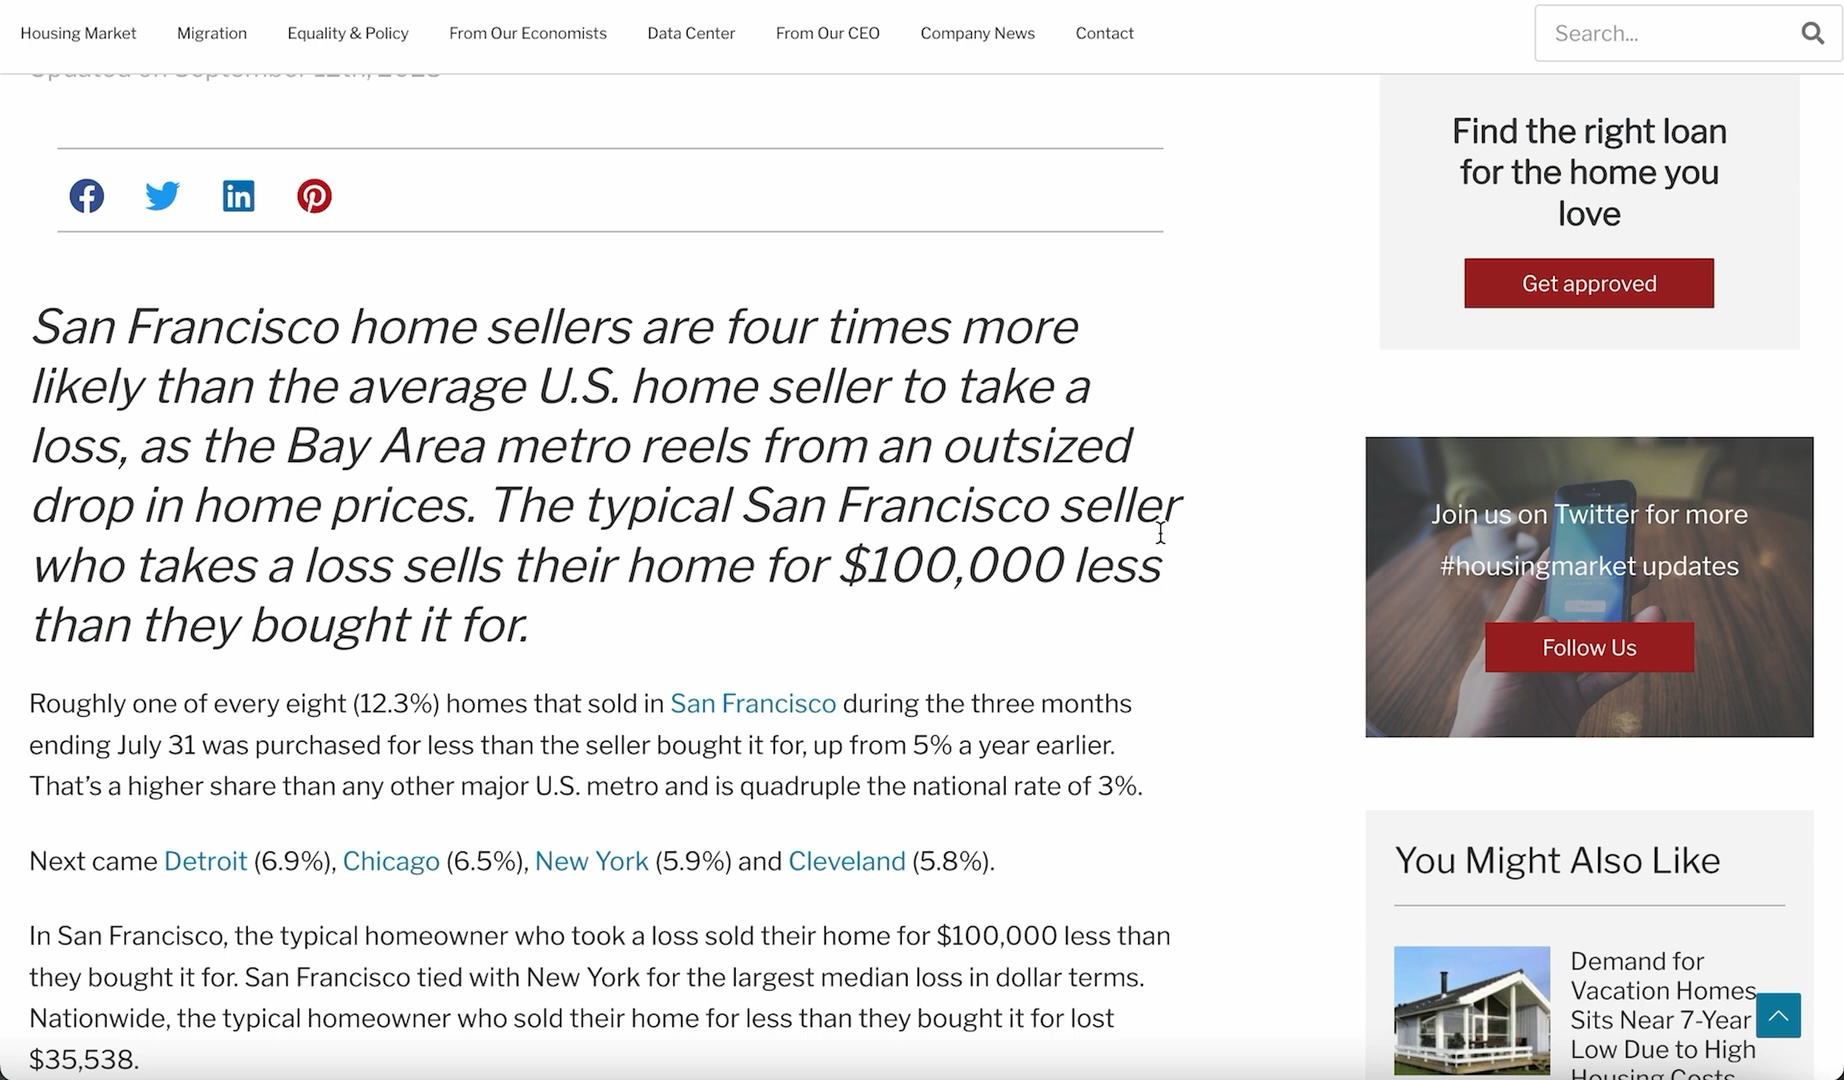 Housing Market Migration Equality & Policy From Our Economists Data Center From Our CEO Company News Contact
Search...
Updated on September 12th, 2023
San Francisco home sellers are four times more
likely than the average U.S. home seller to take a
loss, as the Bay Area metro reels from an outsized
drop in home prices. The typical San Francisco seller
who takes a loss sells their home for $100,000 less
than they bought it for.
Roughly one of every eight (12.3%) homes that sold in San Francisco during the three months
ending July 31 was purchased for less than the seller bought it for, up from 5% a year earlier.
That’s a higher share than any other major U.S. metro and is quadruple the national rate of 3%.
Next came Detroit (6.9%), Chicago (6.5%), New York (5.9%) and Cleveland (5.8%).
In San Francisco, the typical homeowner who took a loss sold their home for $100,000 less than
they bought it for. San Francisco tied with New York for the largest median loss in dollar terms.
Nationwide, the typical homeowner who sold their home for less than they bought it for lost
$35,538.
Find the right loan
for the home you
love
Get approved
Join us on Twitter for more
#housingmarket updates
Follow Us
You Might Also Like
Demand for
Vacation Homes
Sits Near 7-Year
Low Due to High
Housing Costs